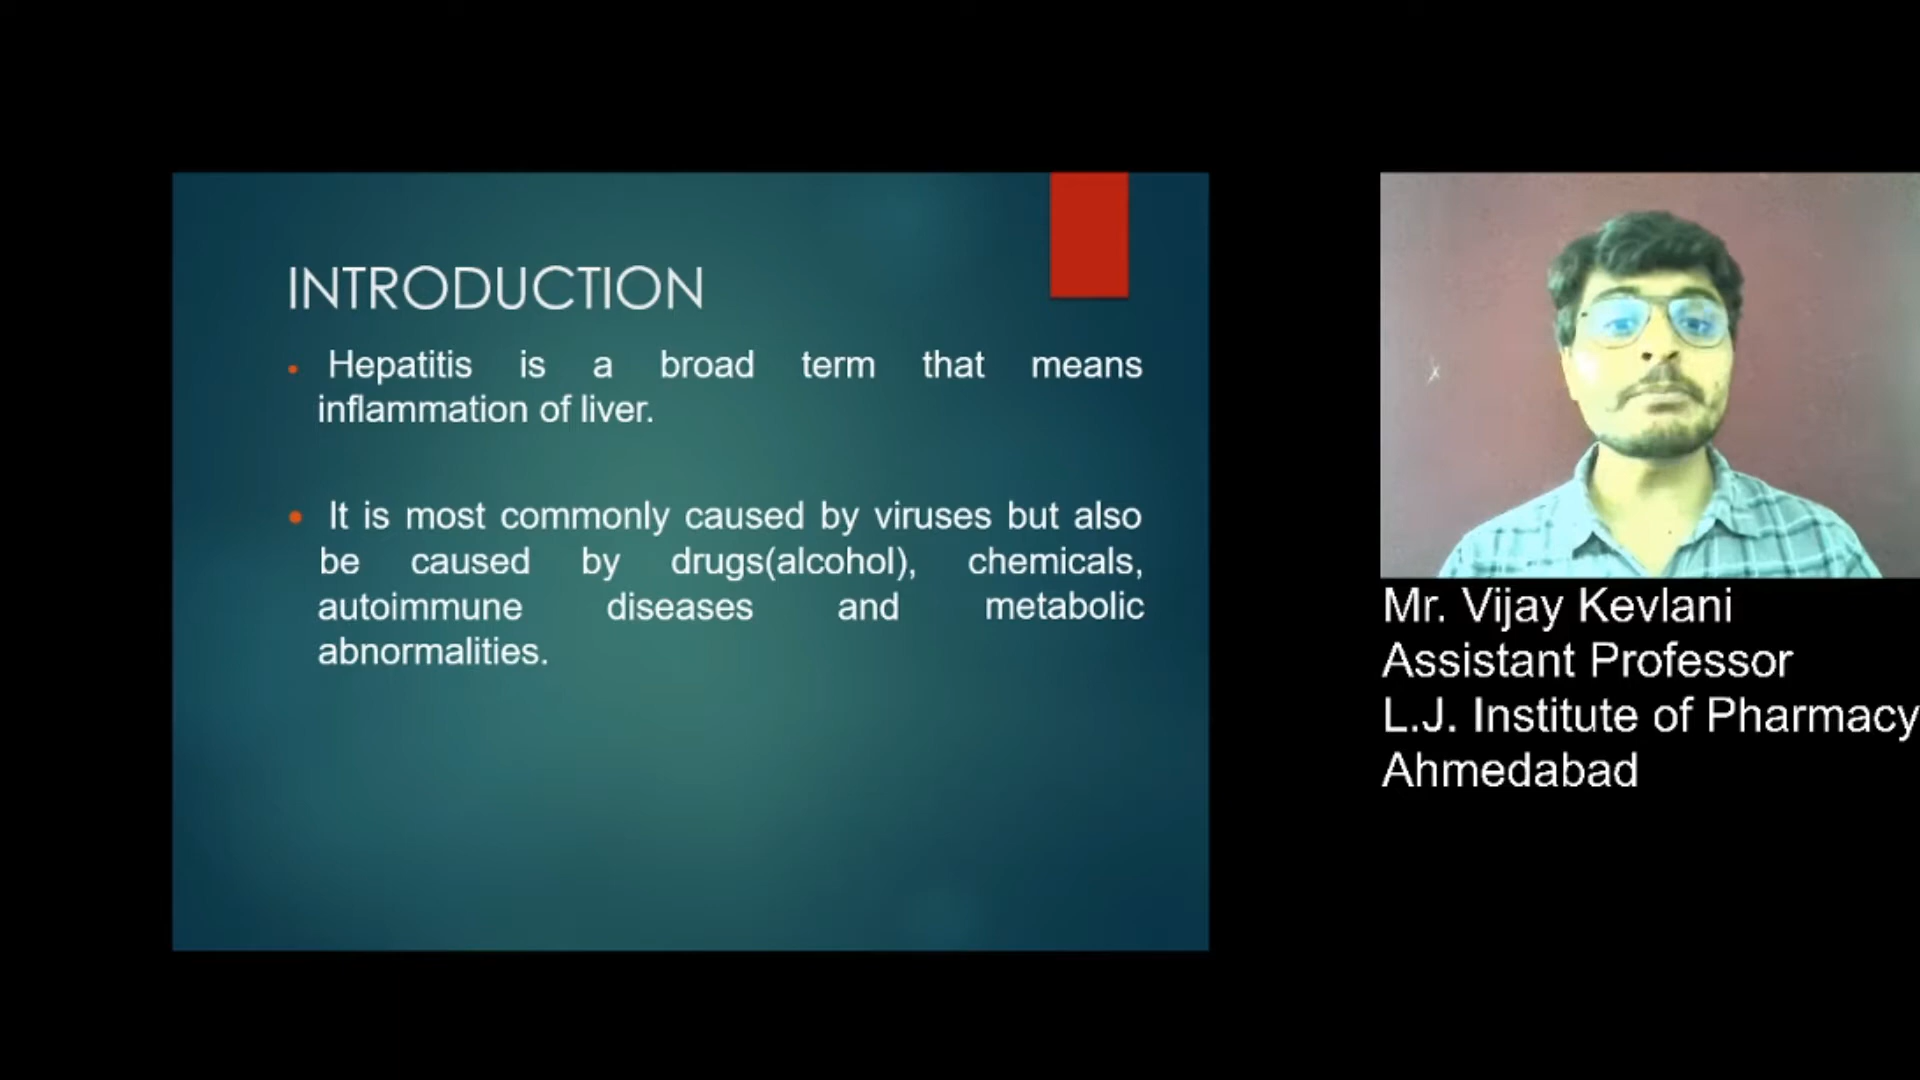 INTRODUCTION
• Hepatitis is a broad term that means
inflammation of liver.
• It is most commonly caused by viruses but also
be caused by drugs(alcohol), chemicals,
autoimmune diseases and metabolic
abnormalities.
Mr. Vijay Kevlani
Assistant Professor
L.J. Institute of Pharmacy
Ahmedabad